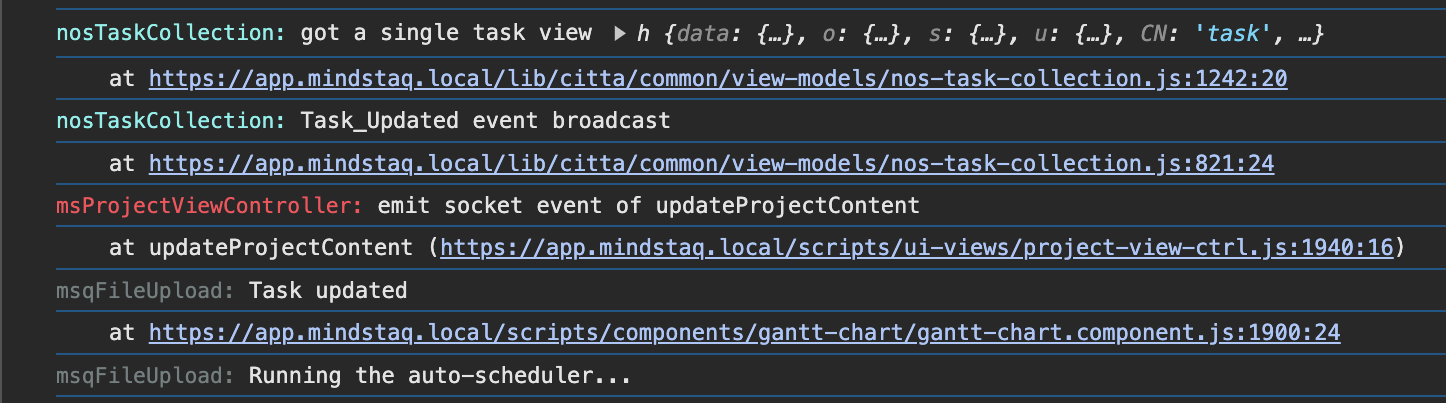 nosTaskCollection: got a single task view ▶ h {data: {…}, o: {…}, s: {…}, u: {…}, CN: 'task', …}
at https://app.mindstaq.local/lib/citta/common/view-models/nos-task-collection.js:1242:20
nosTaskCollection: Task_Updated event broadcast
at https://app.mindstaq.local/lib/citta/common/view-models/nos-task-collection.js:821:24
msProjectViewController: emit socket event of updateProjectContent
at updateProjectContent (https://app.mindstaq.local/scripts/ui-views/project-view-ctrl.js:1940:16)
msqFileUpload: Task updated
at https://app.mindstaq.local/scripts/components/gantt-chart/gantt-chart.component.js:1900:24
msqFileUpload: Running the auto-scheduler...